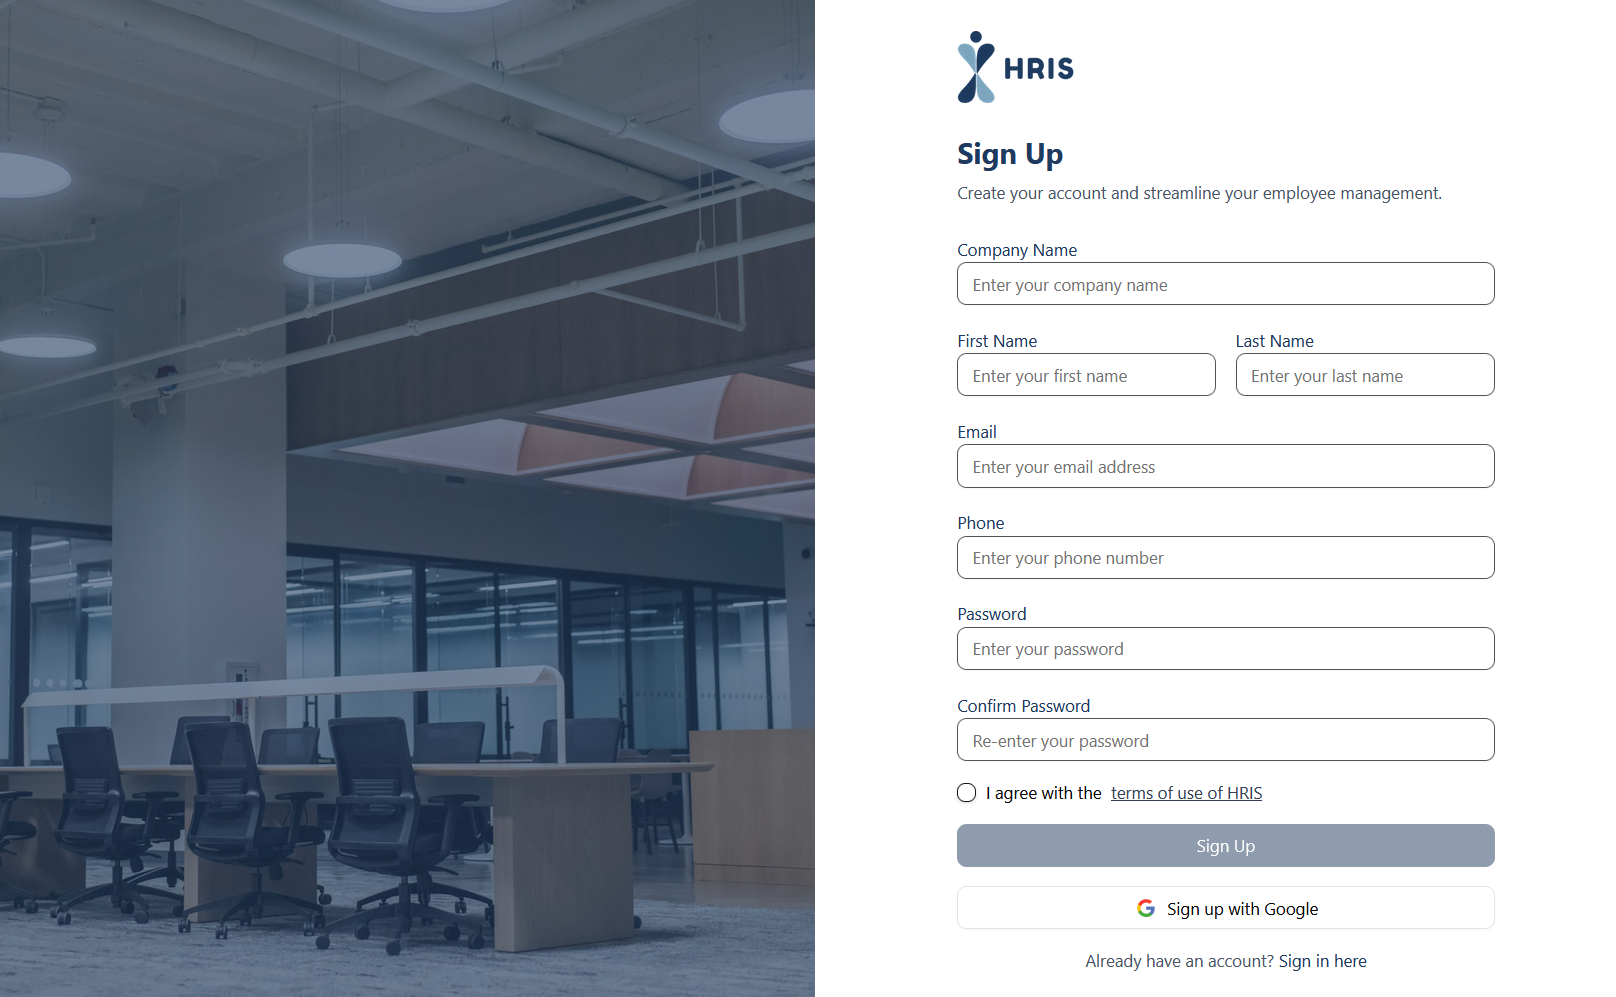 HRIS
Sign Up
Create your account and streamline your employee management.
Company Name
Enter your company name
First Name
Last Name
Enter your first name
Enter your last name
Email
Enter your email address
Phone
Enter your phone number
Password
Enter your password
Confirm Password
Re-enter your password
I agree with the terms of use of HRIS
Sign Up
Sign up with Google
Already have an account? Sign in here